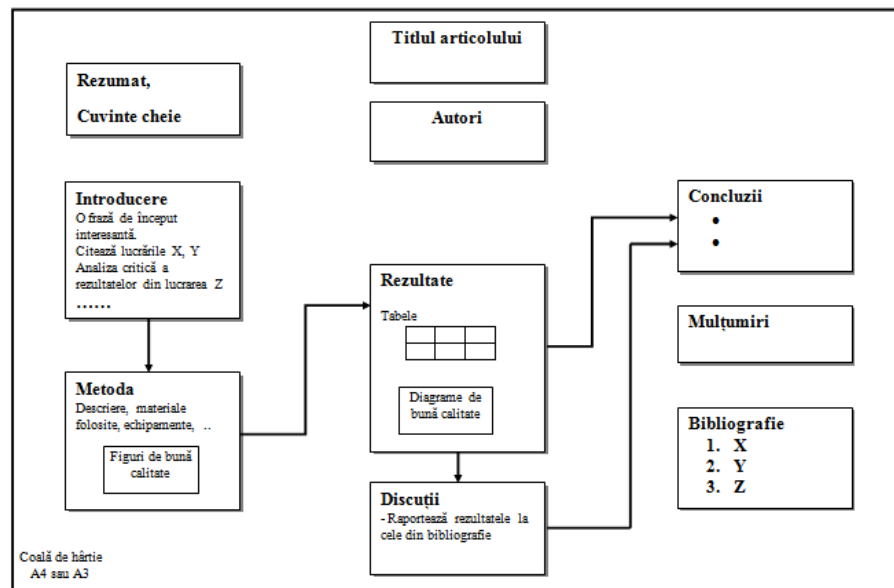 Titlul articolului
Rezumat,
Cuvinte cheie
Autori
Introducere
O frază de început
interesantă.
Citează lucrările X, Y
Analiza critică a
rezultatelor din lucrarea Z
......
Metoda
Descriere, materiale
folosite, echipamente, ..
Figuri de bună
calitate
Rezultate
Tabele
Diagrame de
bună calitate
Discuții
- Raportează rezultatele la
cele din bibliografie
Concluzii
•
•
Mulțumiri
Bibliografie
1. X
2. Y
3. Z
Coală de hârtie
A4 sau A3